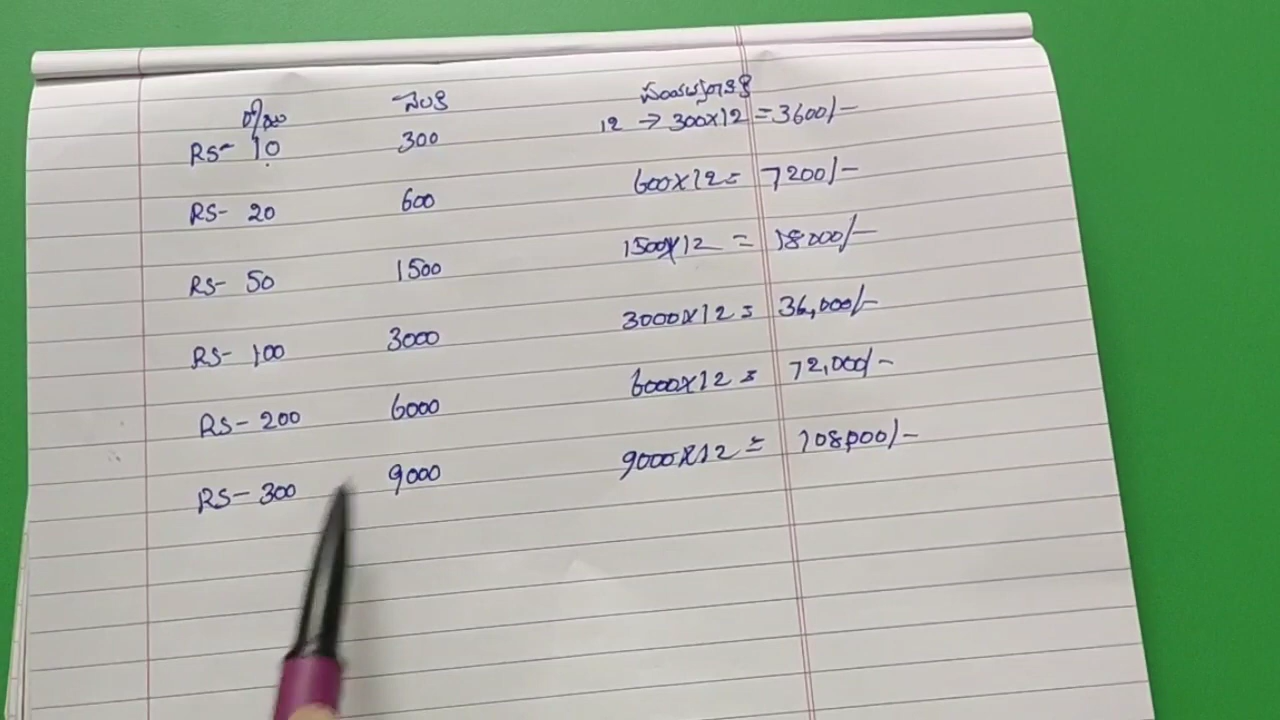 RS- 10 300 12 → 300x12 = 3600/-
RS- 20 600 600x12= 7200/-
RS- 50 1500 1500x12 = 18000/-
RS- 100 3000 3000x12 = 36,000/-
RS- 200 6000 6000x12 = 72,000/-
RS- 300 9000 9000x12 = 108,000/-